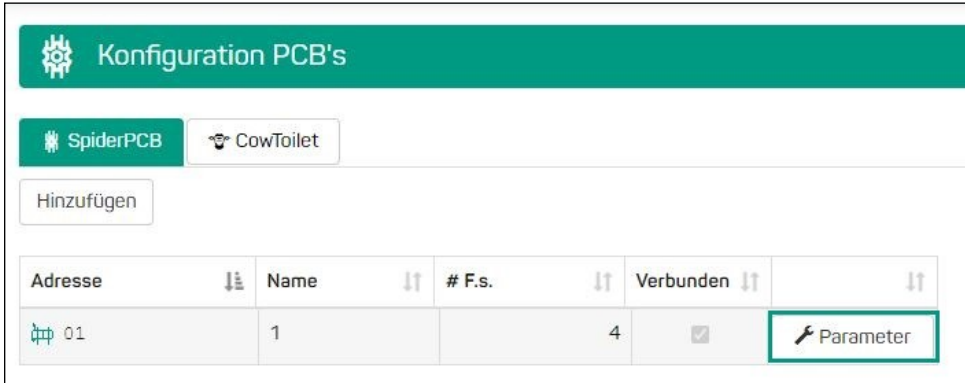 Konfiguration PCB's
SpiderPCB CowToilet
Hinzufügen
Adresse Name # F.s. Verbunden
01 1 4 Parameter